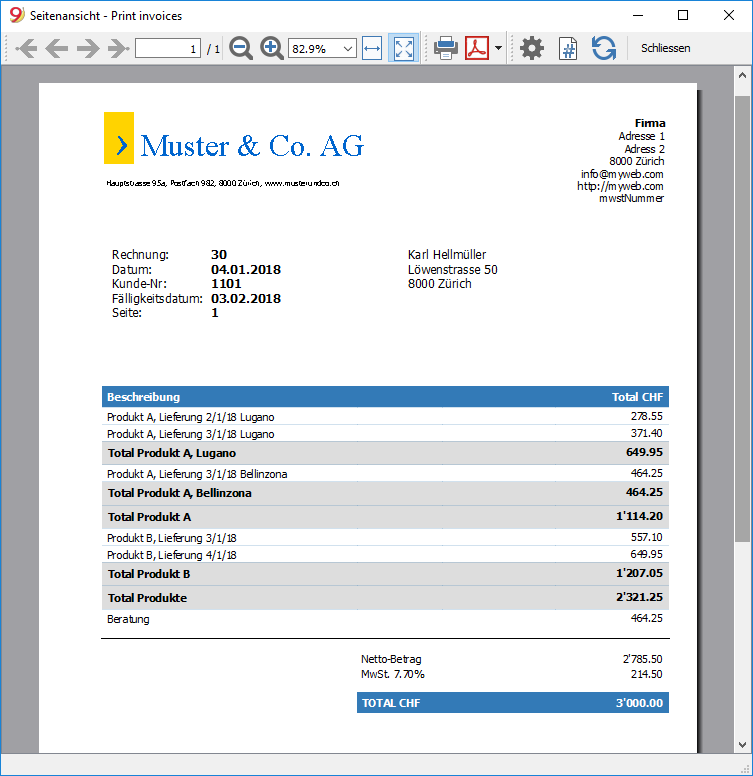 Seitenansicht - Print invoices
1 / 1 82.9% Schliessen
Muster & Co. AG
Hauptstrasse 95a, Postfach 982, 8000 Zürich, www.musterundco.ch
Firma
Adresse 1
Adress 2
8000 Zürich
info@myweb.com
http://myweb.com
mwstNummer
Rechnung: 30
Datum: 04.01.2018
Kunde-Nr: 1101
Fälligkeitsdatum: 03.02.2018
Seite: 1
Karl Hellmüller
Löwenstrasse 50
8000 Zürich
Beschreibung Total CHF
Produkt A, Lieferung 2/1/18 Lugano 278.55
Produkt A, Lieferung 3/1/18 Lugano 371.40
Total Produkt A, Lugano 649.95
Produkt A, Lieferung 3/1/18 Bellinzona 464.25
Total Produkt A, Bellinzona 464.25
Total Produkt A 1'114.20
Produkt B, Lieferung 3/1/18 557.10
Produkt B, Lieferung 4/1/18 649.95
Total Produkt B 1'207.05
Total Produkte 2'321.25
Beratung 464.25
Netto-Betrag 2'785.50
MwSt. 7.70% 214.50
TOTAL CHF 3'000.00